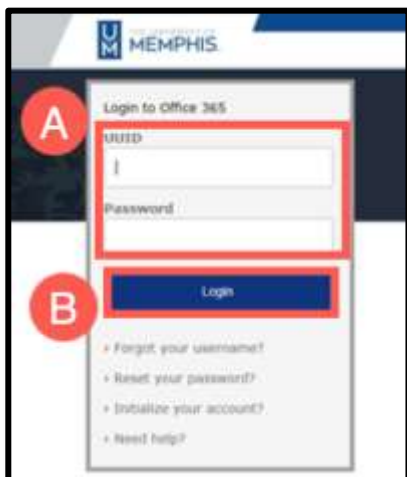 UM
THE UNIVERSITY OF
MEMPHIS.
Login to Office 365
A
UUID
Password
B
Login
Forgot your username?
Reset your password?
Initialize your account?
Need help?